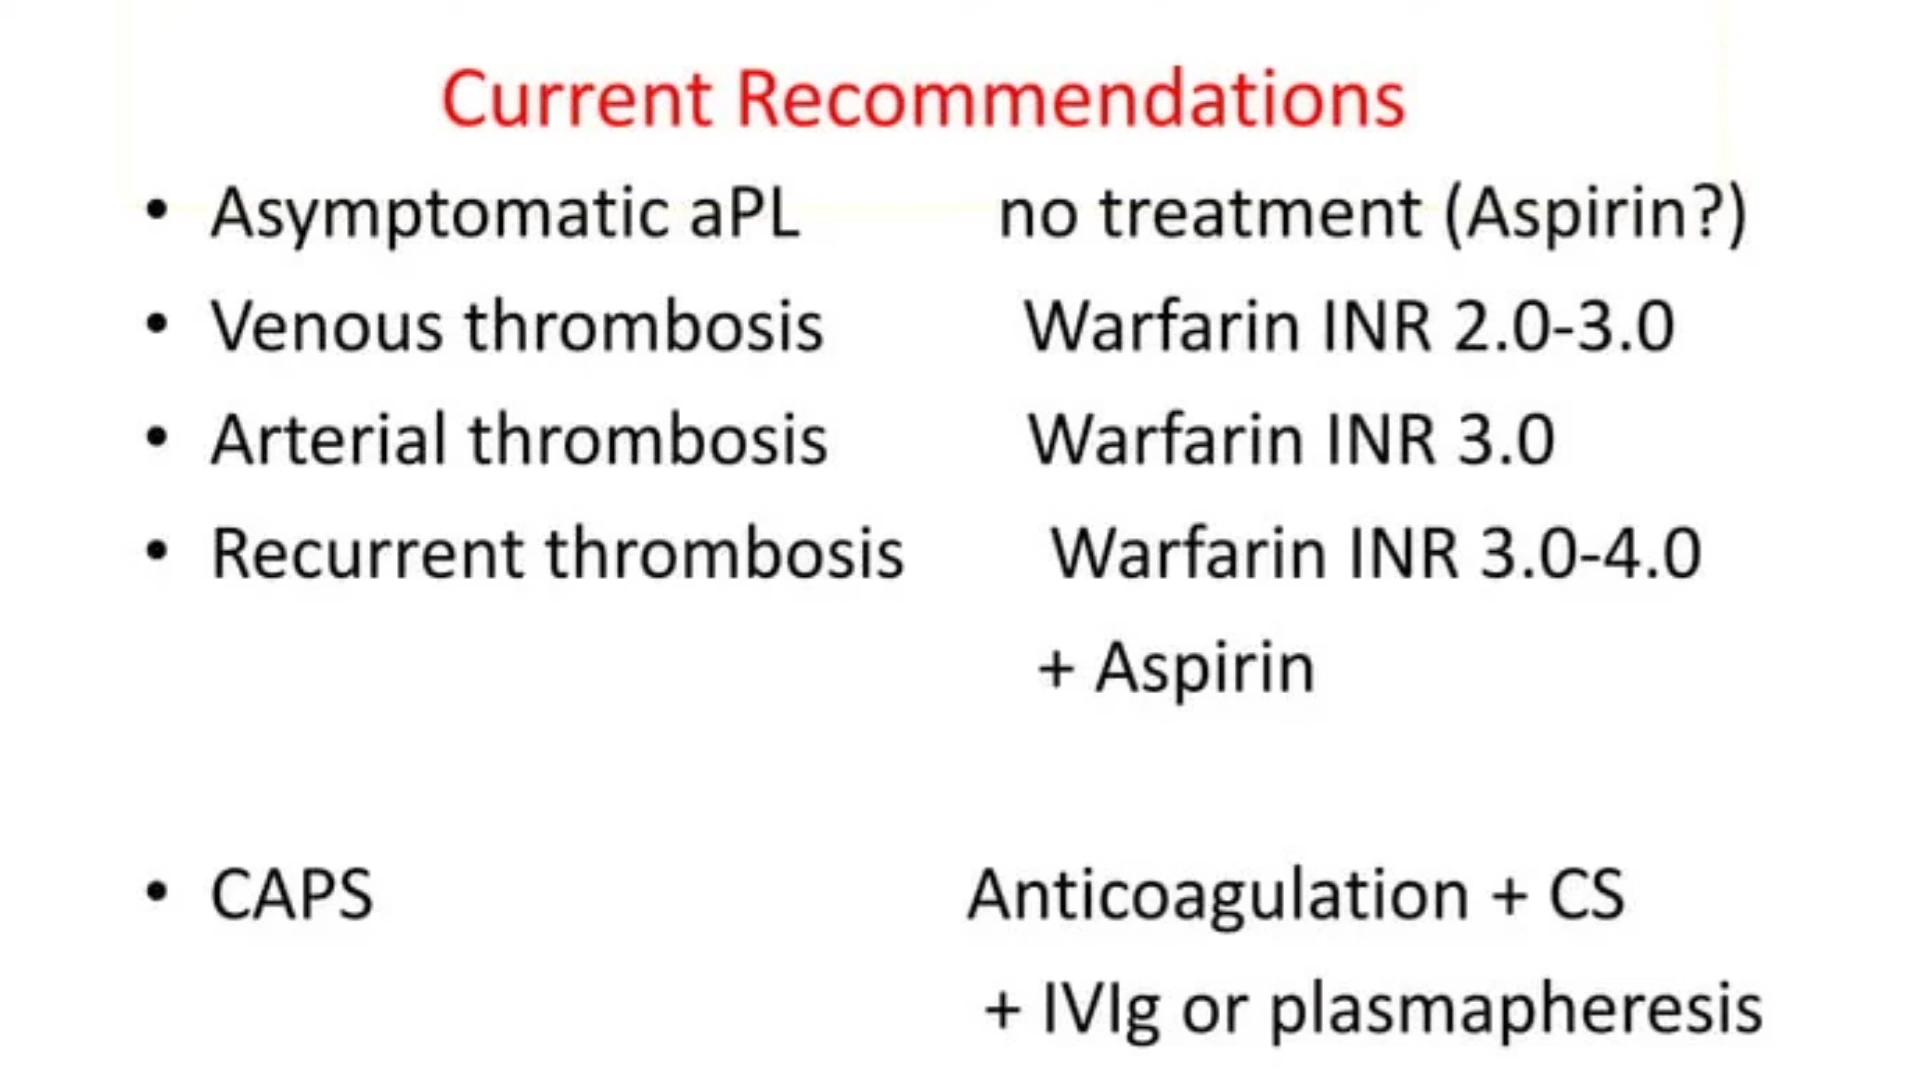 Current Recommendations
• Asymptomatic aPL no treatment (Aspirin?)
• Venous thrombosis Warfarin INR 2.0-3.0
• Arterial thrombosis Warfarin INR 3.0
• Recurrent thrombosis Warfarin INR 3.0-4.0
+ Aspirin
• CAPS Anticoagulation + CS
+ IVIg or plasmapheresis